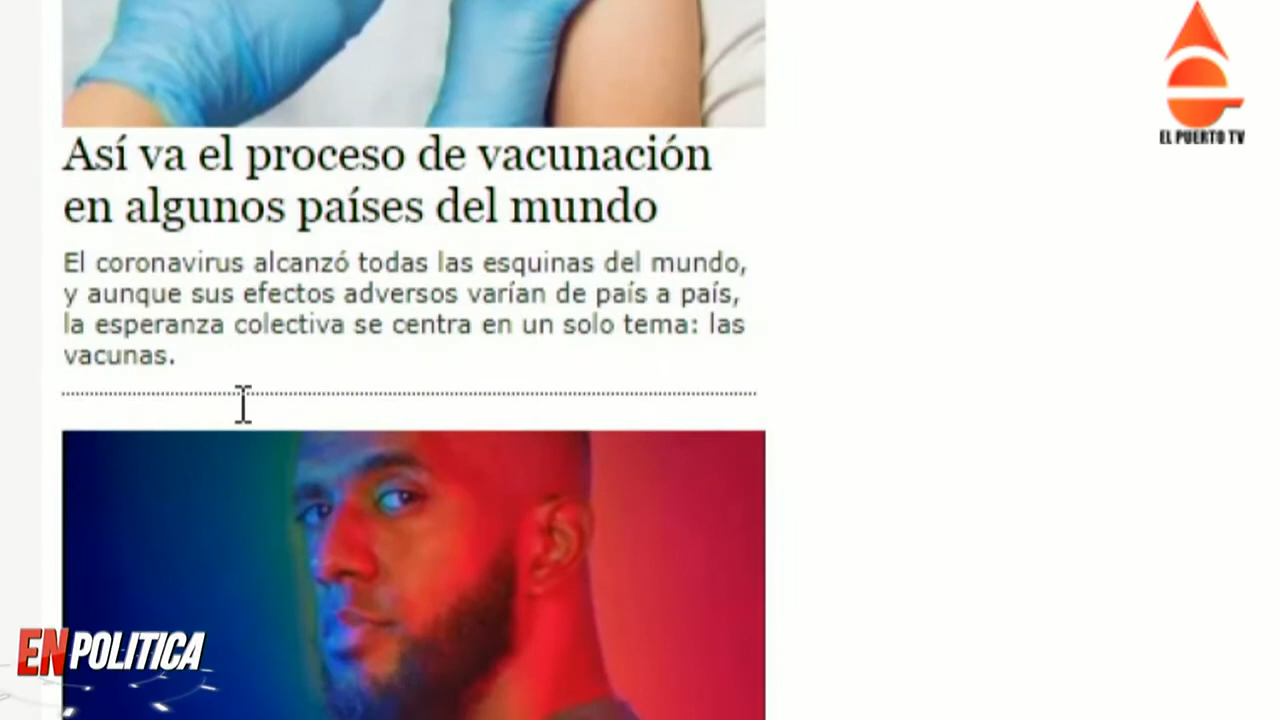 EL PUERTO TV
Así va el proceso de vacunación
en algunos países del mundo
El coronavirus alcanzó todas las esquinas del mundo,
y aunque sus efectos adversos varían de país a país,
la esperanza colectiva se centra en un solo tema: las
vacunas.
EN POLITICA